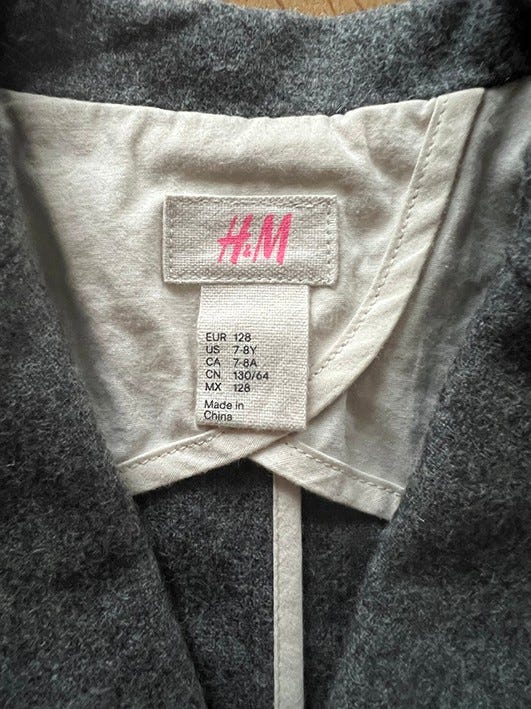 H&M
EUR 128
US 7-8Y
CA 7-8A
CN 130/64
MX 128
Made in
China